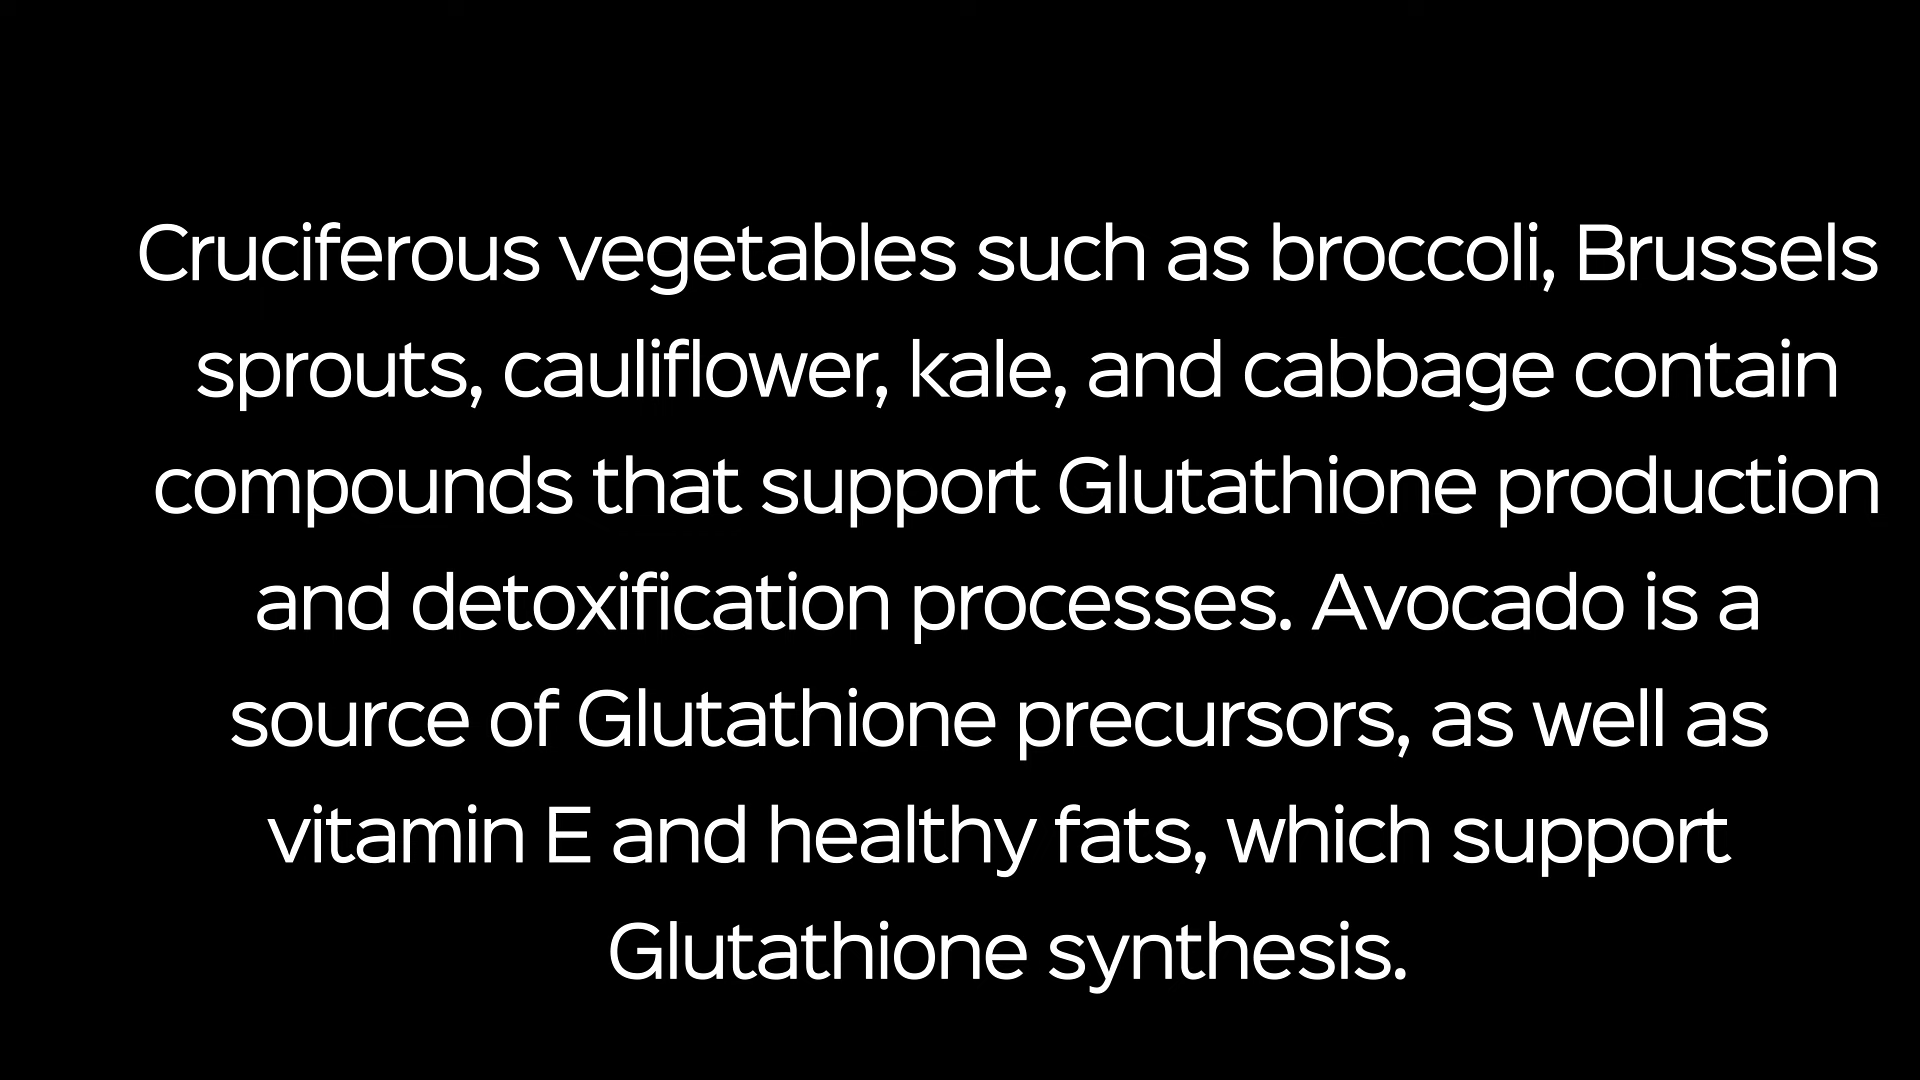 Cruciferous vegetables such as broccoli, Brussels
sprouts, cauliflower, kale, and cabbage contain
compounds that support Glutathione production
and detoxification processes. Avocado is a
source of Glutathione precursors, as well as
vitamin E and healthy fats, which support
Glutathione synthesis.